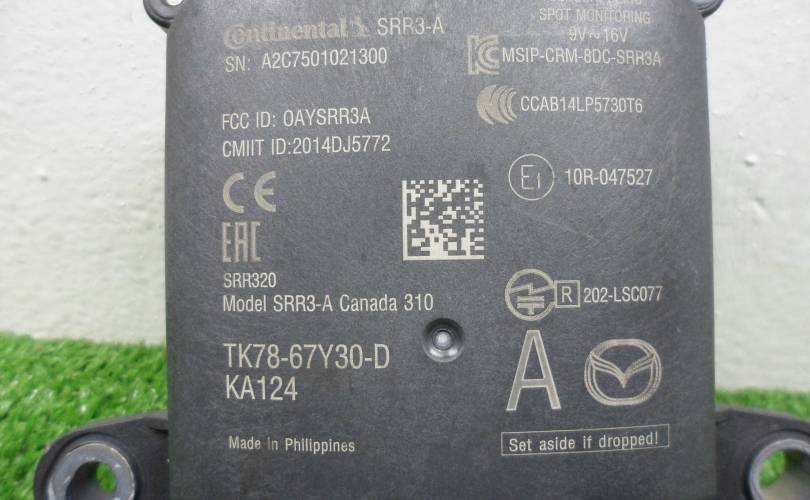 Continental SRR3-A
SN: A2C7501021300
SPOT MONITORING
9V~16V
MSIP-CRM-8DC-SRR3A
CCAB14LP5730T6
FCC ID: OAYSRR3A
CMIIT ID:2014DJ5772
CE
E1 10R-047527
EAC
SRR320
Model SRR3-A Canada 310
R 202-LSC077
TK78-67Y30-D
KA124
A
Made in Philippines
Set aside if dropped!